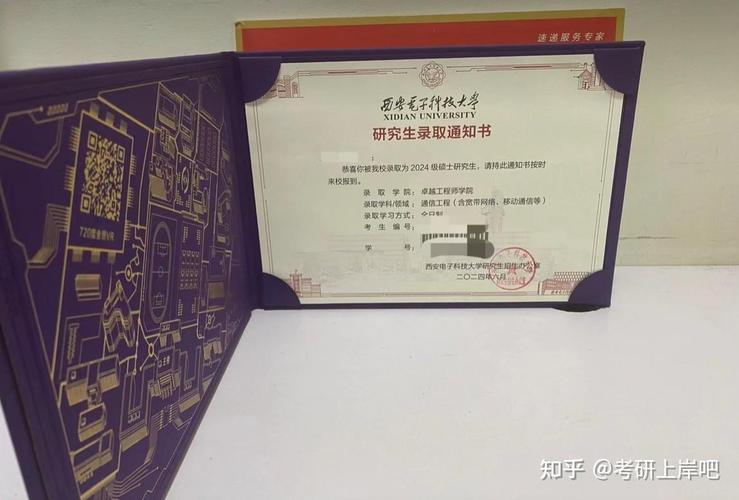 速递服务专家
西安电子科技大学
XIDIAN UNIVERSITY
研究生录取通知书
:
恭喜你被我校录取为 2024 级硕士研究生，请持此通知书按时
来校报到。
录 取 学 院：卓越工程师学院
录取学科/领域：通信工程（含宽带网络、移动通信等）
录取学习方式：全日制
考 生 编 号：
学 号
西安电子科技大学研究生招生办公室
二〇二四年六月
720度全景VR
知乎 @考研上岸吧